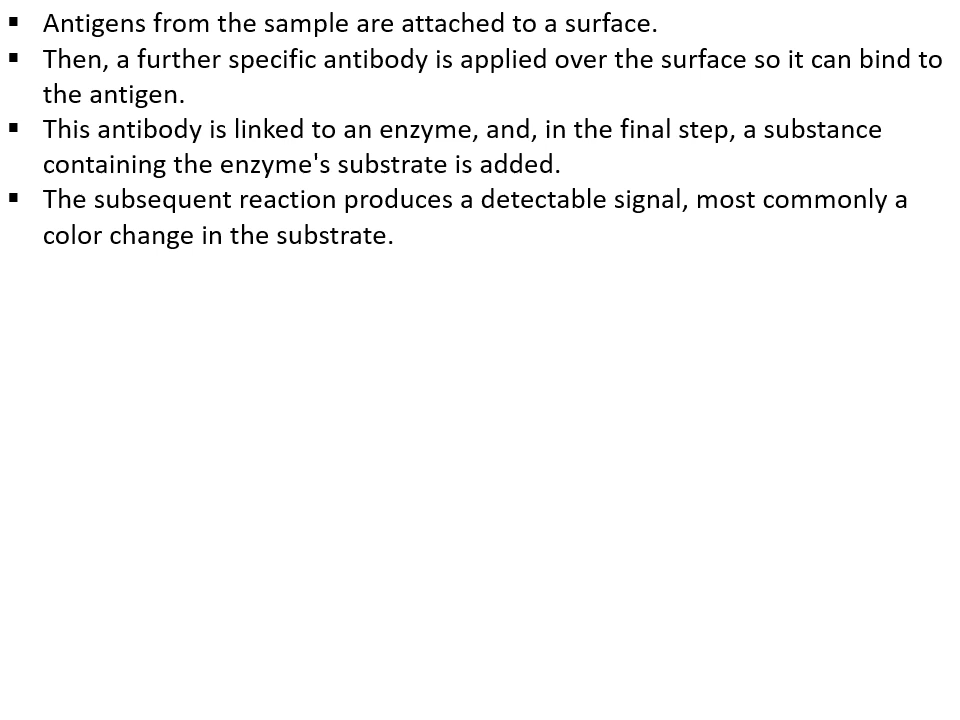 ▪ Antigens from the sample are attached to a surface.
▪ Then, a further specific antibody is applied over the surface so it can bind to
the antigen.
▪ This antibody is linked to an enzyme, and, in the final step, a substance
containing the enzyme's substrate is added.
▪ The subsequent reaction produces a detectable signal, most commonly a
color change in the substrate.